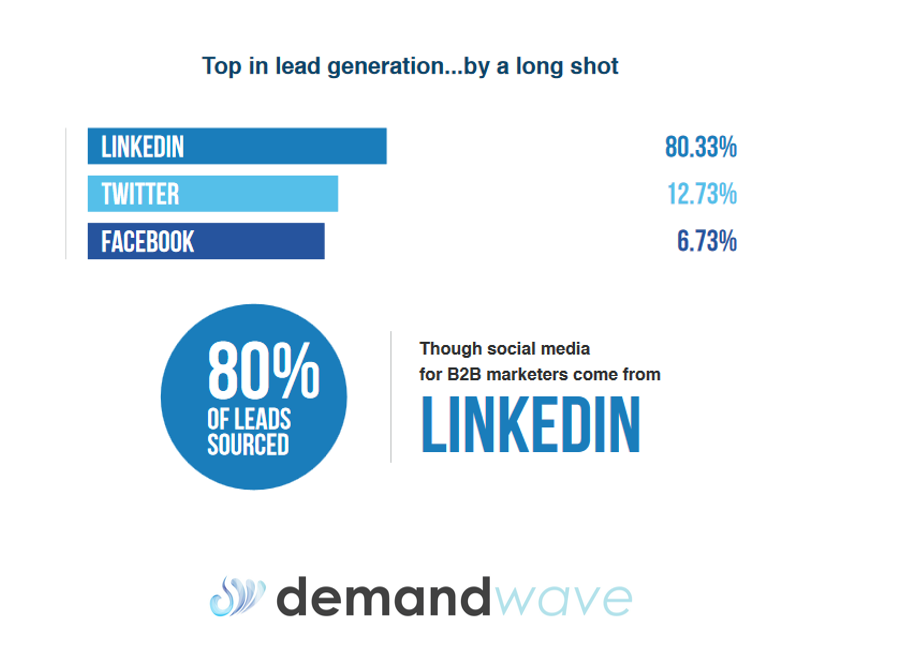 Top in lead generation...by a long shot
LINKEDIN 80.33%
TWITTER 12.73%
FACEBOOK 6.73%
80%
OF LEADS
SOURCED
Though social media
for B2B marketers come from
LINKEDIN
demandwave